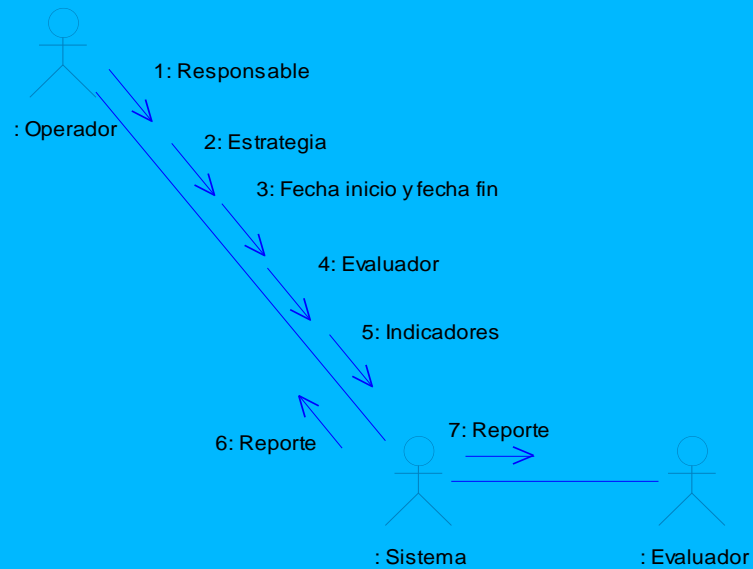 1: Responsable
: Operador
2: Estrategia
3: Fecha inicio y fecha fin
4: Evaluador
5: Indicadores
6: Reporte
7: Reporte
: Sistema
: Evaluador